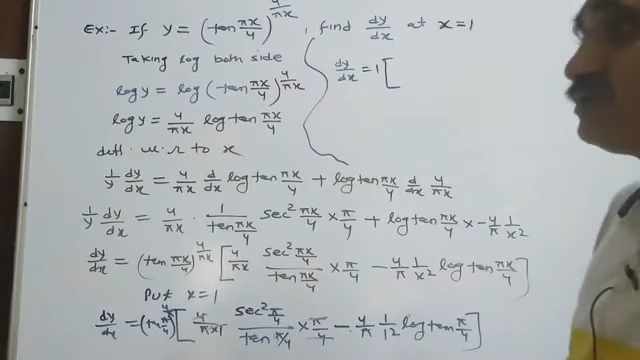 Ex:- If y = (tan πx/4)^(4/πx), find dy/dx at x=1
Taking log both side
log y = log (tan πx/4)^(4/πx)
log y = 4/πx log tan πx/4
diff. w. r to x
1/y dy/dx = 4/πx d/dx log tan πx/4 + log tan πx/4 d/dx 4/πx
1/y dy/dx = 4/πx · 1/(tan πx/4) sec² πx/4 × π/4 + log tan πx/4 × -4/π 1/x²
dy/dx = (tan πx/4)^(4/πx) [4/πx (sec² πx/4)/(tan πx/4) × π/4 - 4/π 1/x² log tan πx/4]
Put x = 1
dy/dx = (tan π/4)^(4/π) [4/π×1 (sec² π/4)/(tan π/4) × π/4 - 4/π 1/1² log tan π/4]
dy/dx = 1 [